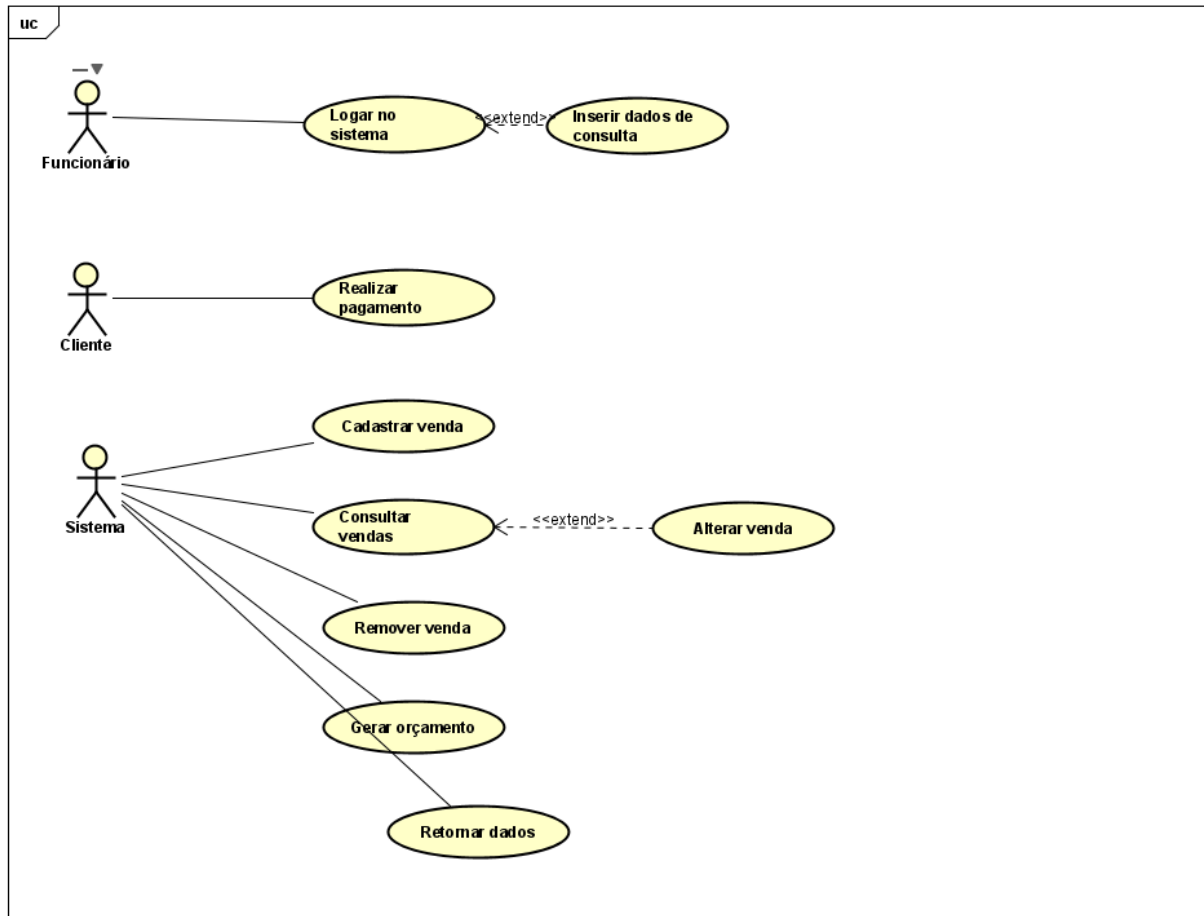 uc
Funcionário
Logar no
sistema
<<extend>>
Inserir dados de
consulta
Cliente
Realizar
pagamento
Sistema
Cadastrar venda
Consultar
vendas
<<extend>>
Alterar venda
Remover venda
Gerar orçamento
Retornar dados